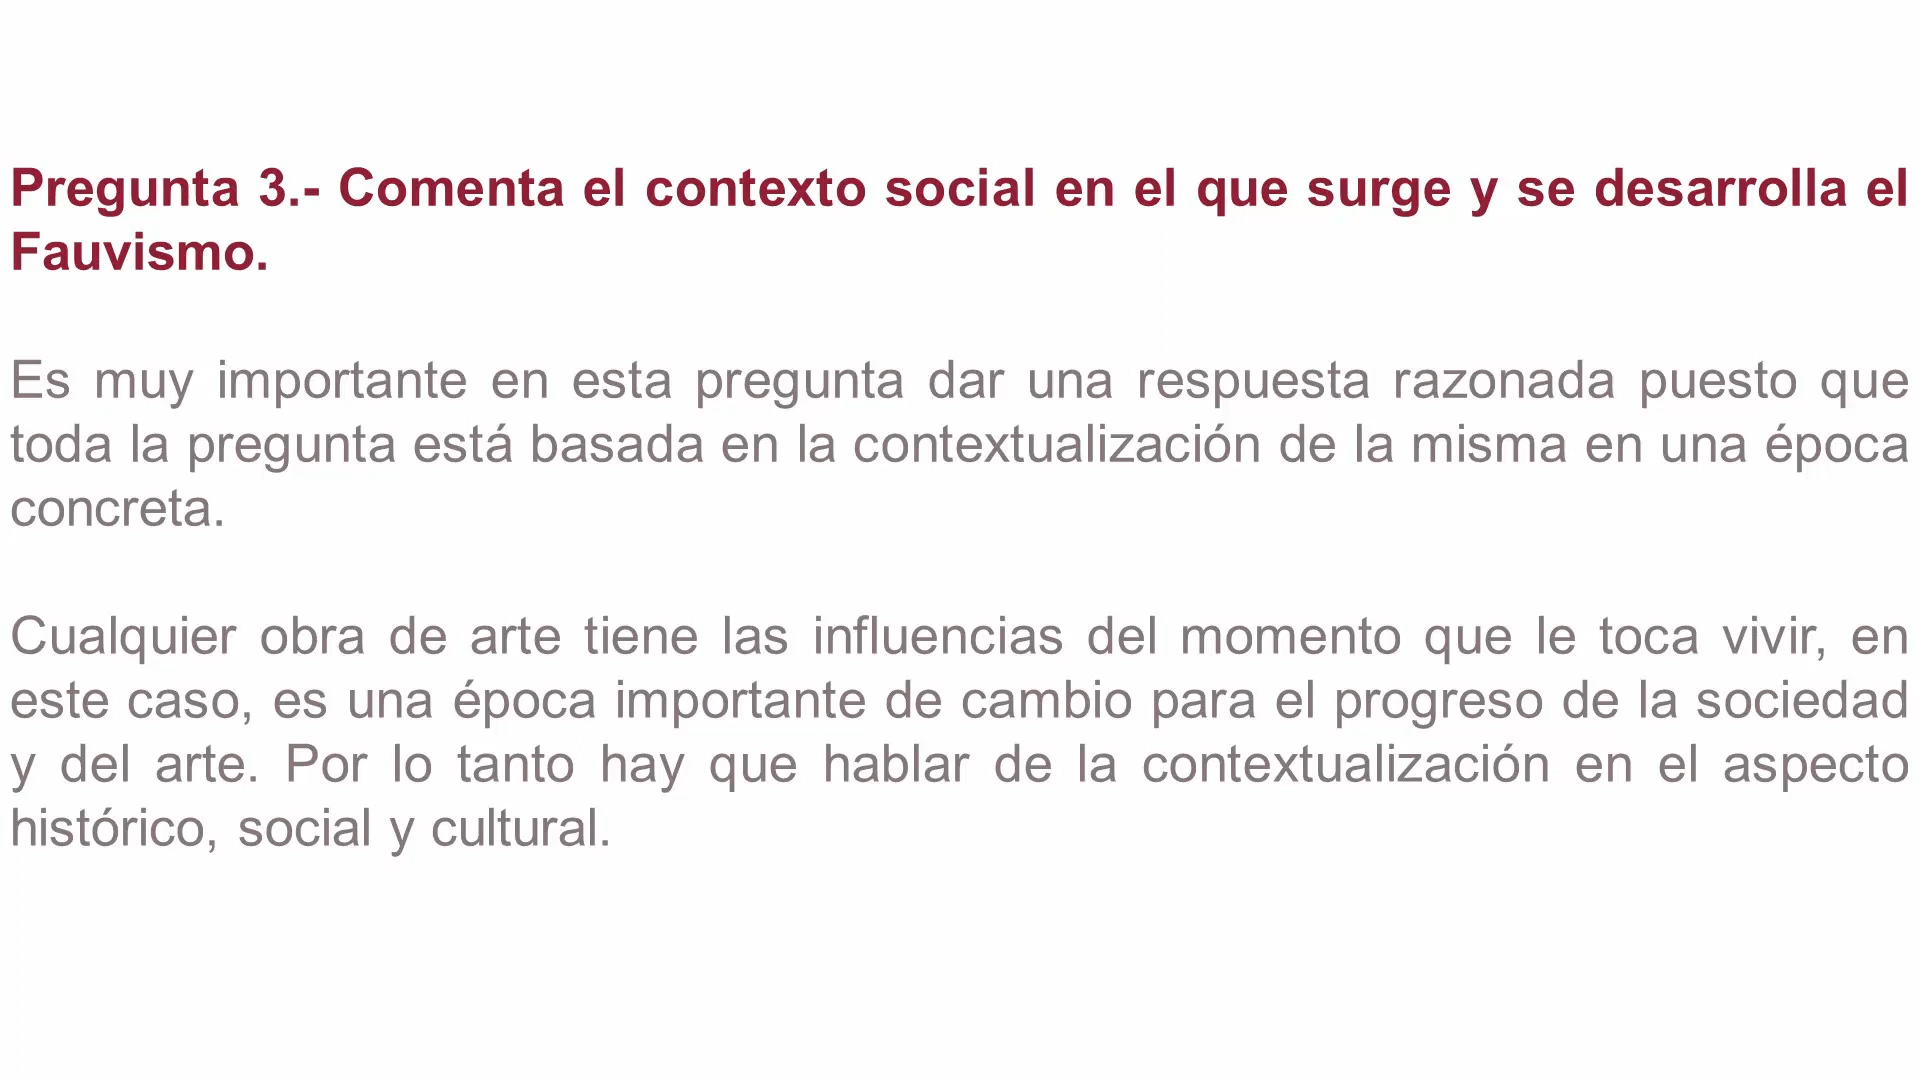 Pregunta 3.- Comenta el contexto social en el que surge y se desarrolla el
Fauvismo.
Es muy importante en esta pregunta dar una respuesta razonada puesto que
toda la pregunta está basada en la contextualización de la misma en una época
concreta.
Cualquier obra de arte tiene las influencias del momento que le toca vivir, en
este caso, es una época importante de cambio para el progreso de la sociedad
y del arte. Por lo tanto hay que hablar de la contextualización en el aspecto
histórico, social y cultural.